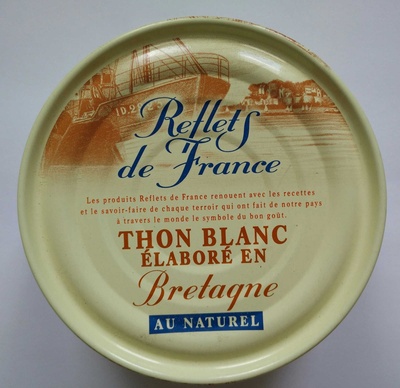 Reflets
de France
Les produits Reflets de France renouent avec les recettes
et le savoir-faire de chaque terroir qui ont fait de notre pays
à travers le monde le symbole du bon goût.
THON BLANC
ÉLABORÉ EN
Bretagne
AU NATUREL